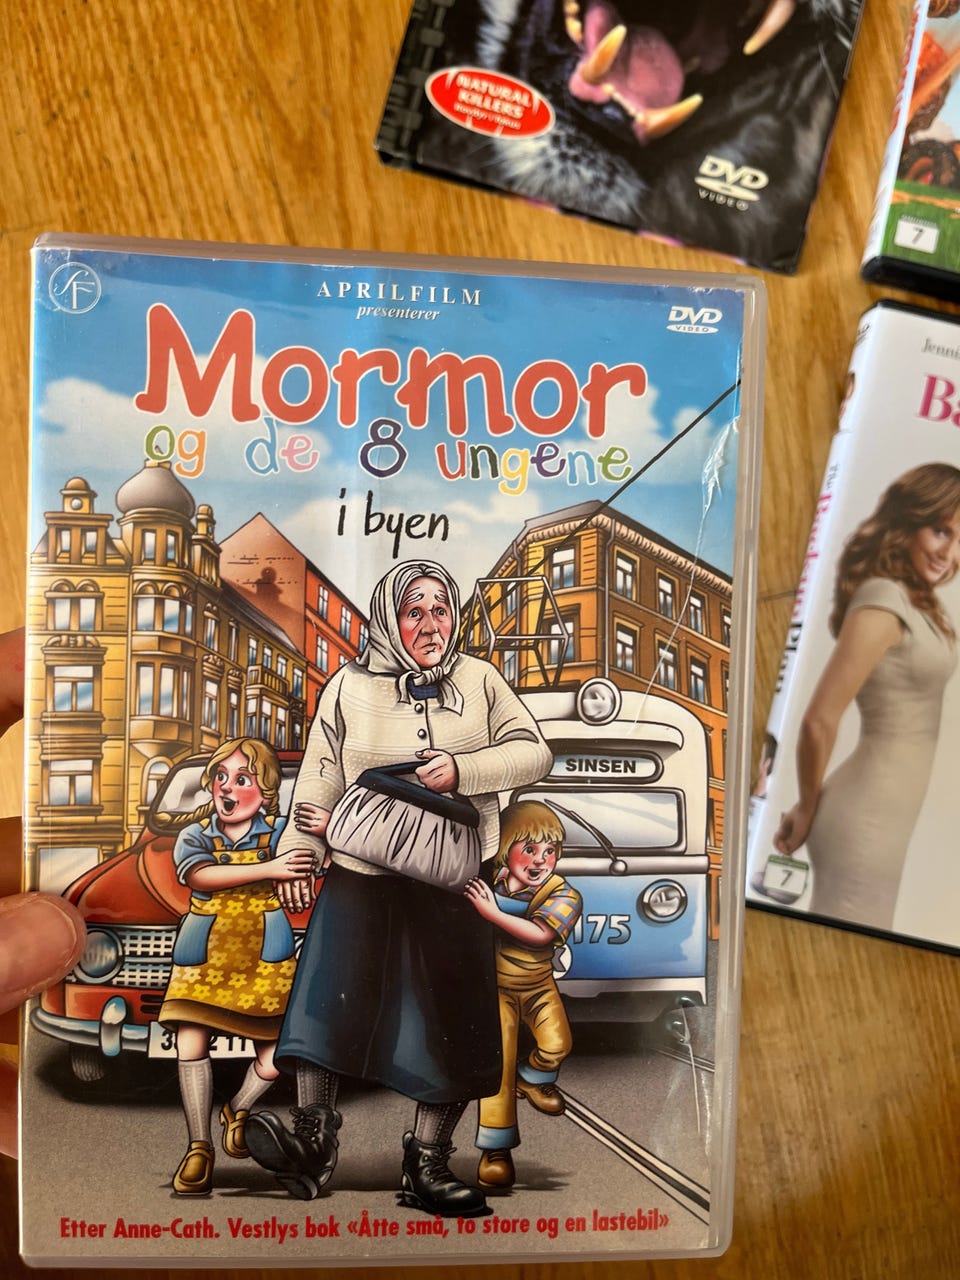 NATURAL
KILLERS
DVD
VIDEO
7
SF
APRILFILM
presenterer
DVD
VIDEO
Mormor
og de 8 ungene
i byen
SINSEN
175
Etter Anne-Cath. Vestlys bok «Åtte små, to store og en lastebil»
Jenni
Ba
7